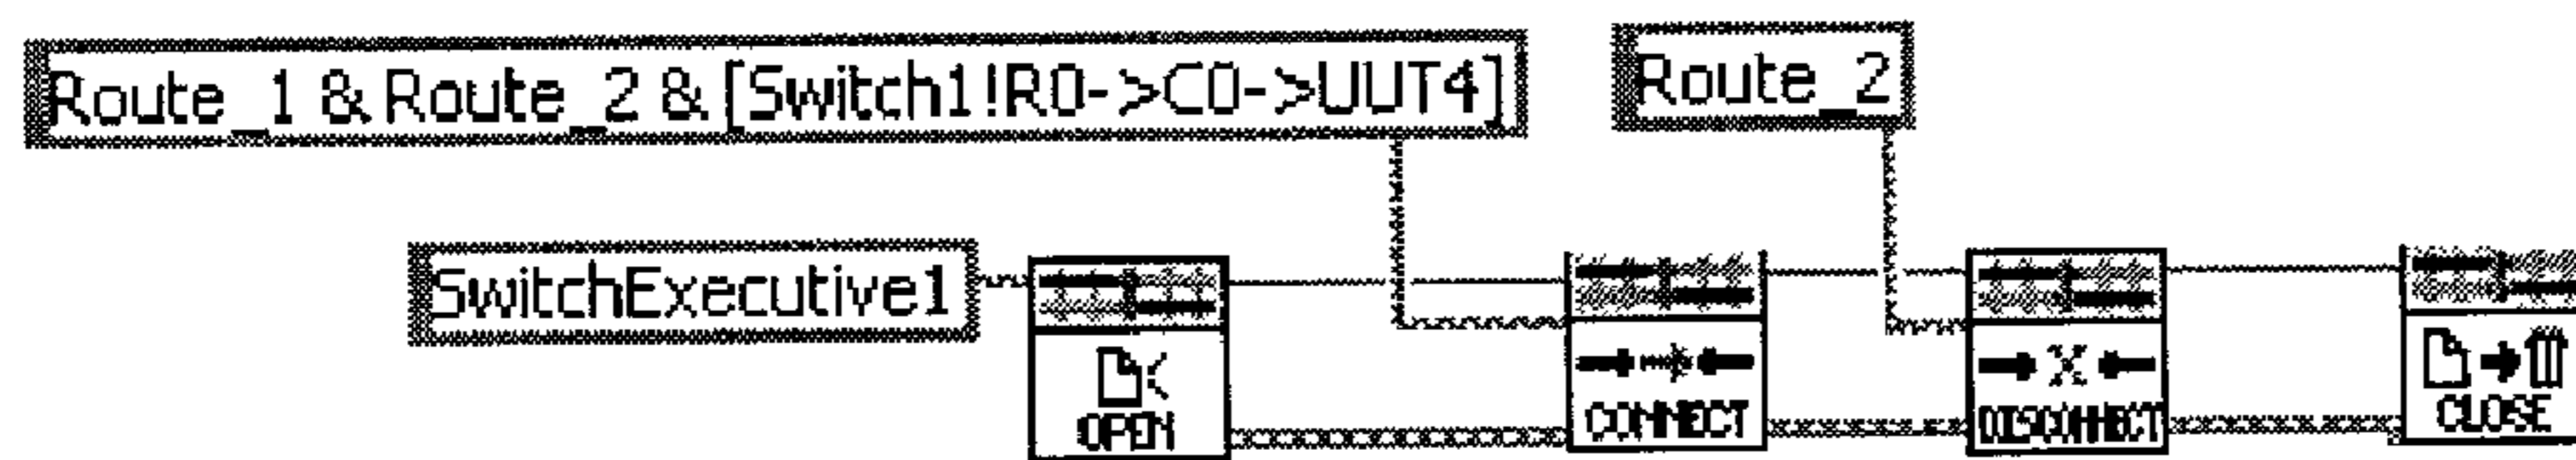 Route_1 & Route_2 & [Switch1!R0->C0->UUT4]
Route_2
SwitchExecutive1
OPEN
CONNECT
DISCONNECT
CLOSE